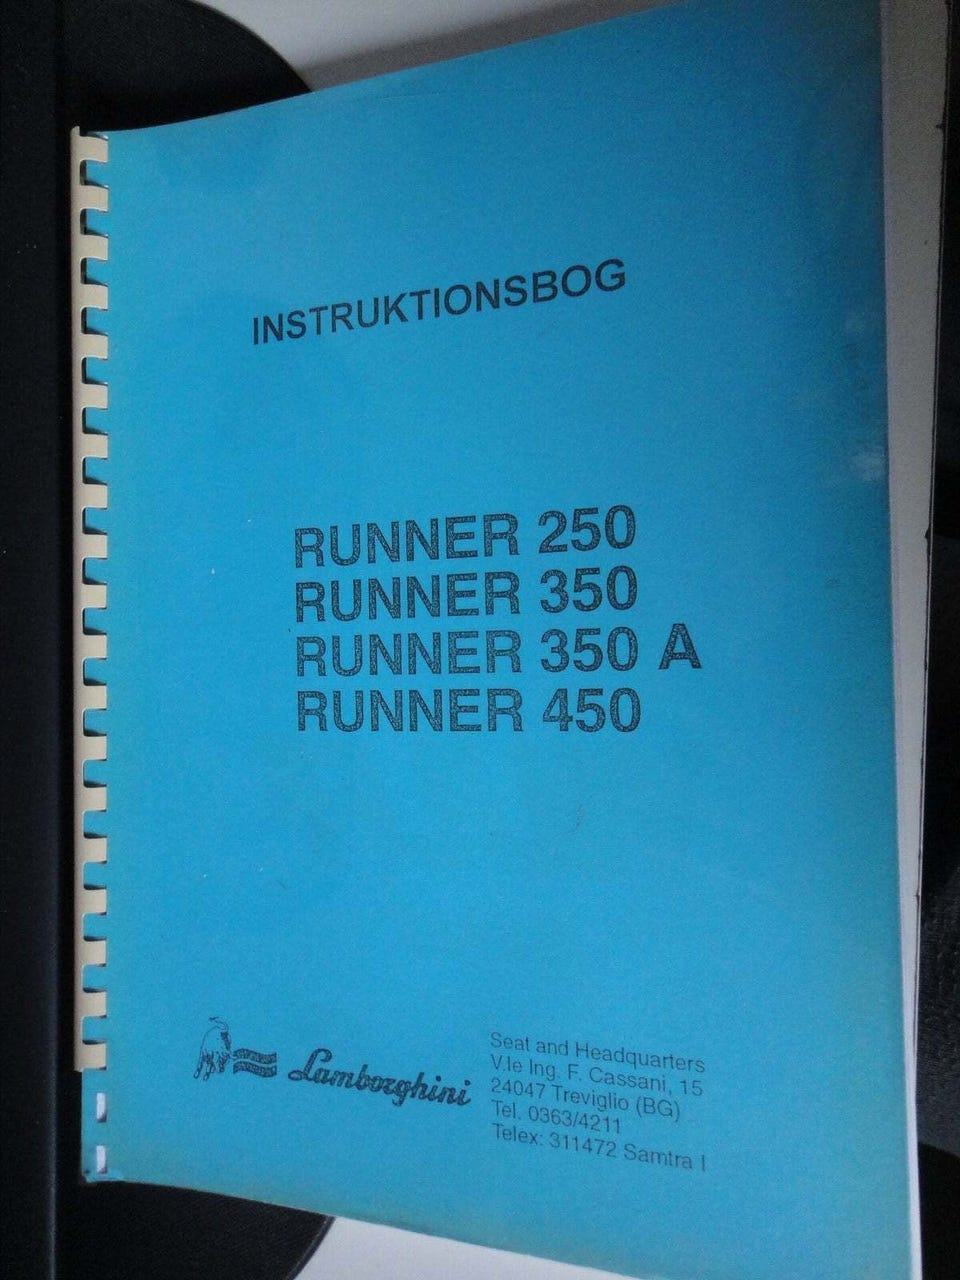 INSTRUKTIONSBOG
RUNNER 250
RUNNER 350
RUNNER 350 A
RUNNER 450
Lamborghini
Seat and Headquarters
V.le Ing. F. Cassani, 15
24047 Treviglio (BG)
Tel. 0363/4211
Telex: 311472 Samtra I